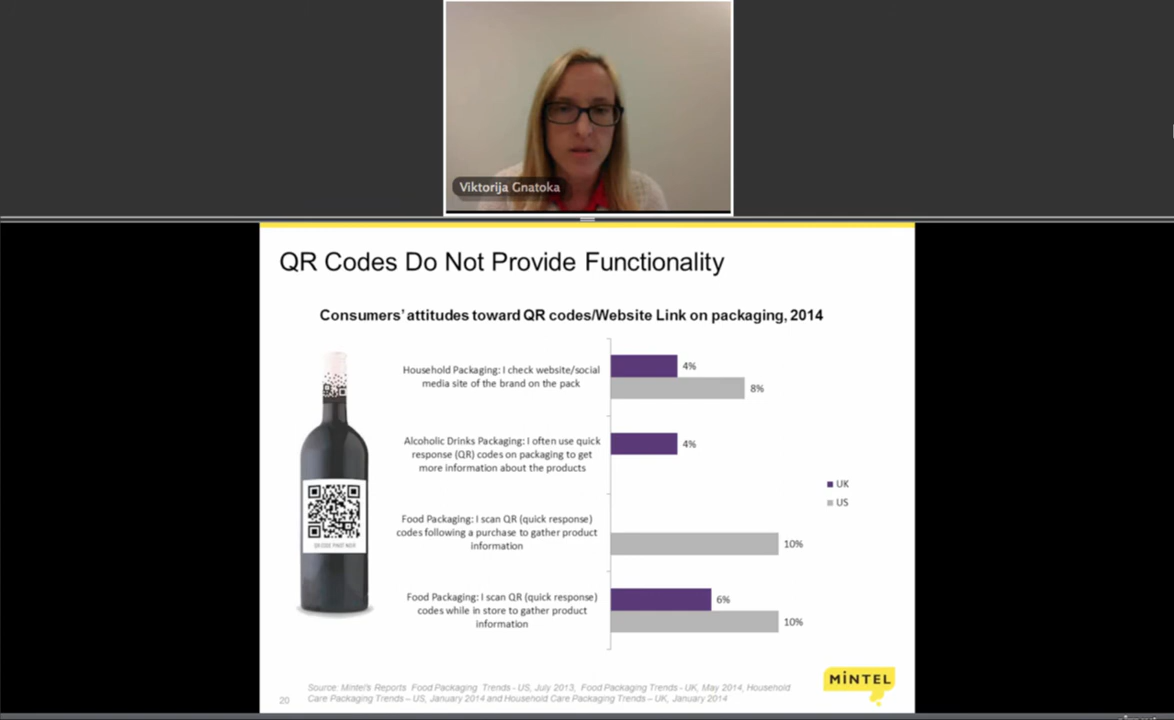 Viktorija Gnatoka
QR Codes Do Not Provide Functionality
Consumers' attitudes toward QR codes/Website Link on packaging, 2014
Household Packaging: I check website/social
media site of the brand on the pack
4%
8%
Alcoholic Drinks Packaging: I often use quick
response (QR) codes on packaging to get
more information about the products
4%
UK
US
Food Packaging: I scan QR (quick response)
codes following a purchase to gather product
information
10%
Food Packaging: I scan QR (quick response)
codes while in store to gather product
information
6%
10%
QR CODE PINOT NOIR
Source: Mintel's Reports Food Packaging Trends - US, July 2013, Food Packaging Trends - UK, May 2014, Household
Care Packaging Trends – US, January 2014 and Household Care Packaging Trends – UK, January 2014
20
MINTEL